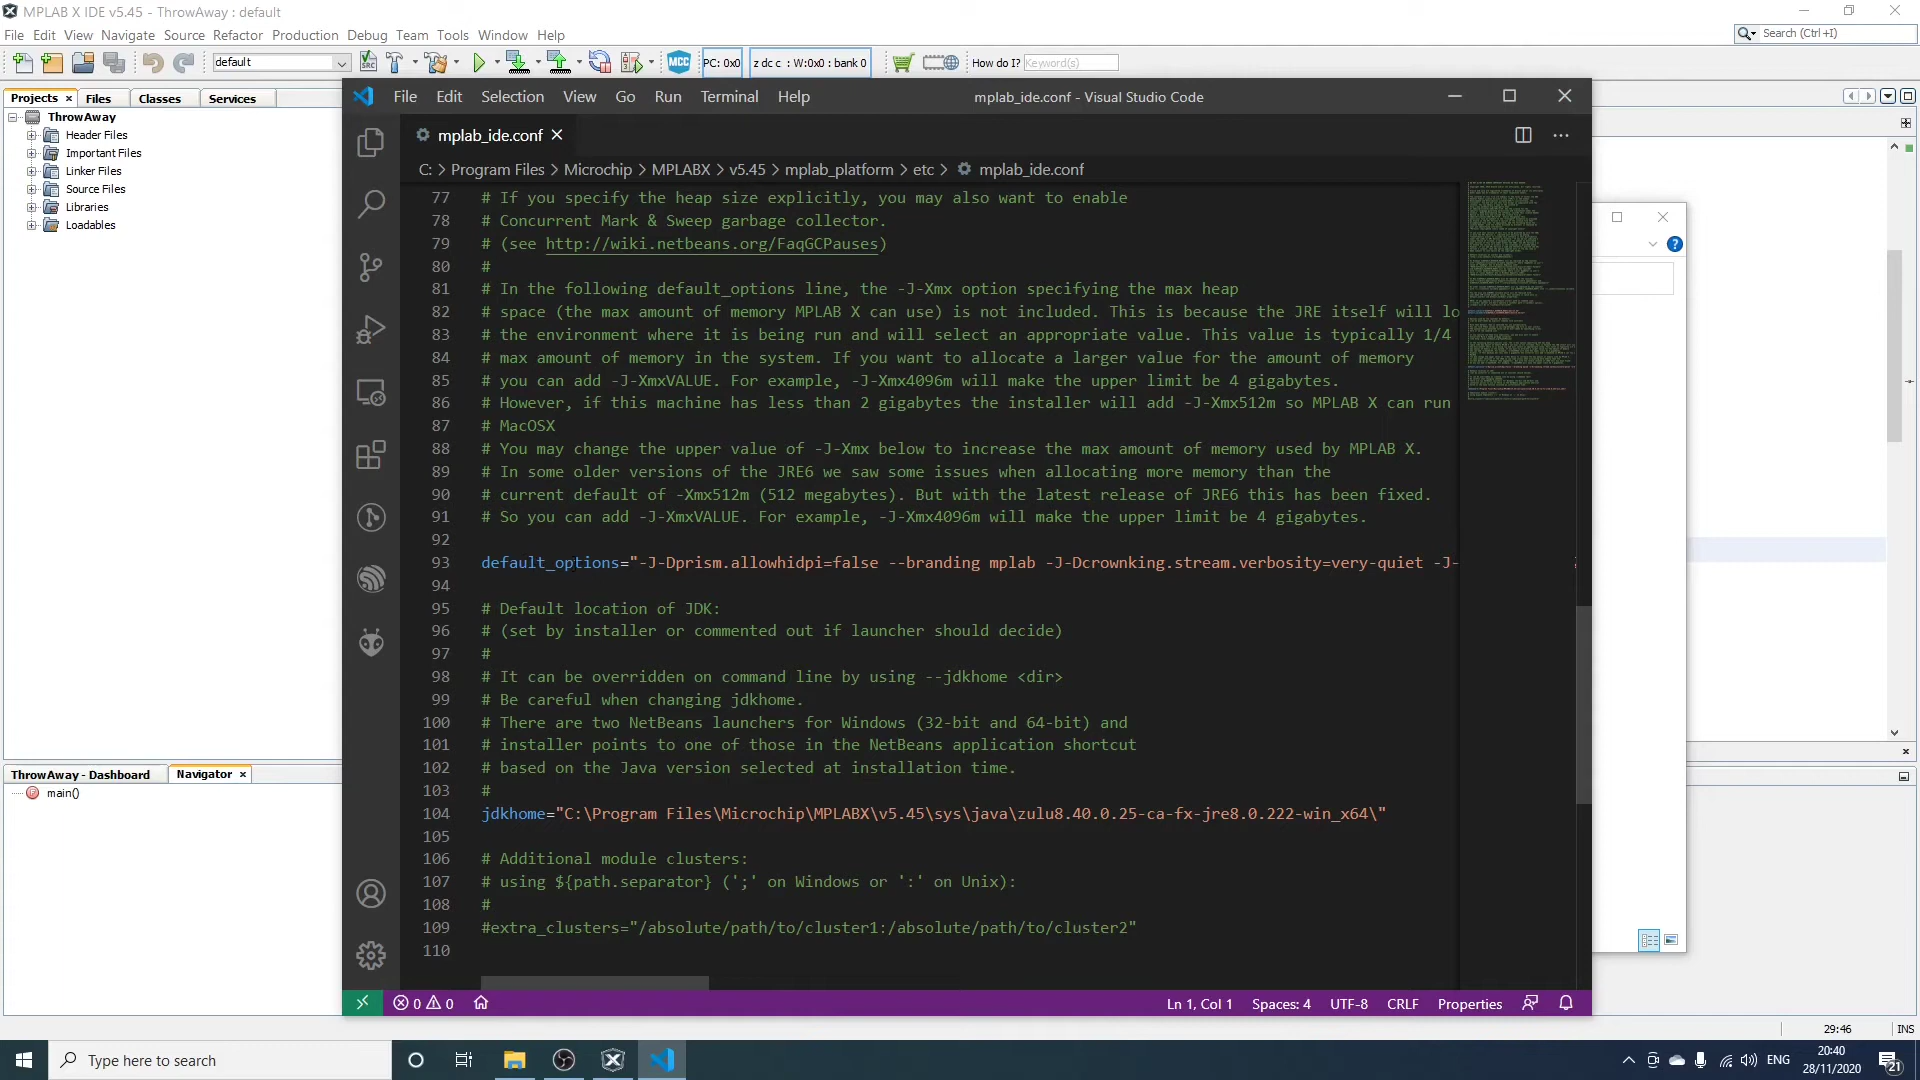 MPLAB X IDE v5.45 - ThrowAway : default
File Edit View Navigate Source Refactor Production Debug Team Tools Window Help
Search (Ctrl+I)
default
MCC
PC: 0x0
z dc c : W:0x0 : bank 0
How do I? Keyword(s)
Projects Files Classes Services
ThrowAway
Header Files
Important Files
Linker Files
Source Files
Libraries
Loadables
File Edit Selection View Go Run Terminal Help
mplab_ide.conf - Visual Studio Code
mplab_ide.conf
C: > Program Files > Microchip > MPLABX > v5.45 > mplab_platform > etc > mplab_ide.conf
77 # If you specify the heap size explicitly, you may also want to enable
78 # Concurrent Mark & Sweep garbage collector.
79 # (see http://wiki.netbeans.org/FaqGCPauses)
80 #
81 # In the following default_options line, the -J-Xmx option specifying the max heap
82 # space (the max amount of memory MPLAB X can use) is not included. This is because the JRE itself will lo
83 # the environment where it is being run and will select an appropriate value. This value is typically 1/4
84 # max amount of memory in the system. If you want to allocate a larger value for the amount of memory
85 # you can add -J-XmxVALUE. For example, -J-Xmx4096m will make the upper limit be 4 gigabytes.
86 # However, if this machine has less than 2 gigabytes the installer will add -J-Xmx512m so MPLAB X can run
87 # MacOSX
88 # You may change the upper value of -J-Xmx below to increase the max amount of memory used by MPLAB X.
89 # In some older versions of the JRE6 we saw some issues when allocating more memory than the
90 # current default of -Xmx512m (512 megabytes). But with the latest release of JRE6 this has been fixed.
91 # So you can add -J-XmxVALUE. For example, -J-Xmx4096m will make the upper limit be 4 gigabytes.
92
93 default_options="-J-Dprism.allowhidpi=false --branding mplab -J-Dcrownking.stream.verbosity=very-quiet -J-
94
95 # Default location of JDK:
96 # (set by installer or commented out if launcher should decide)
97 #
98 # It can be overridden on command line by using --jdkhome <dir>
99 # Be careful when changing jdkhome.
100 # There are two NetBeans launchers for Windows (32-bit and 64-bit) and
101 # installer points to one of those in the NetBeans application shortcut
102 # based on the Java version selected at installation time.
103 #
104 jdkhome="C:\Program Files\Microchip\MPLABX\v5.45\sys\java\zulu8.40.0.25-ca-fx-jre8.0.222-win_x64\"
105
106 # Additional module clusters:
107 # using ${path.separator} (';' on Windows or ':' on Unix):
108 #
109 #extra_clusters="/absolute/path/to/cluster1:/absolute/path/to/cluster2"
110
ThrowAway - Dashboard Navigator
main()
0 0
Ln 1, Col 1 Spaces: 4 UTF-8 CRLF Properties
29:46 INS
Type here to search
ENG
20:40
28/11/2020
21